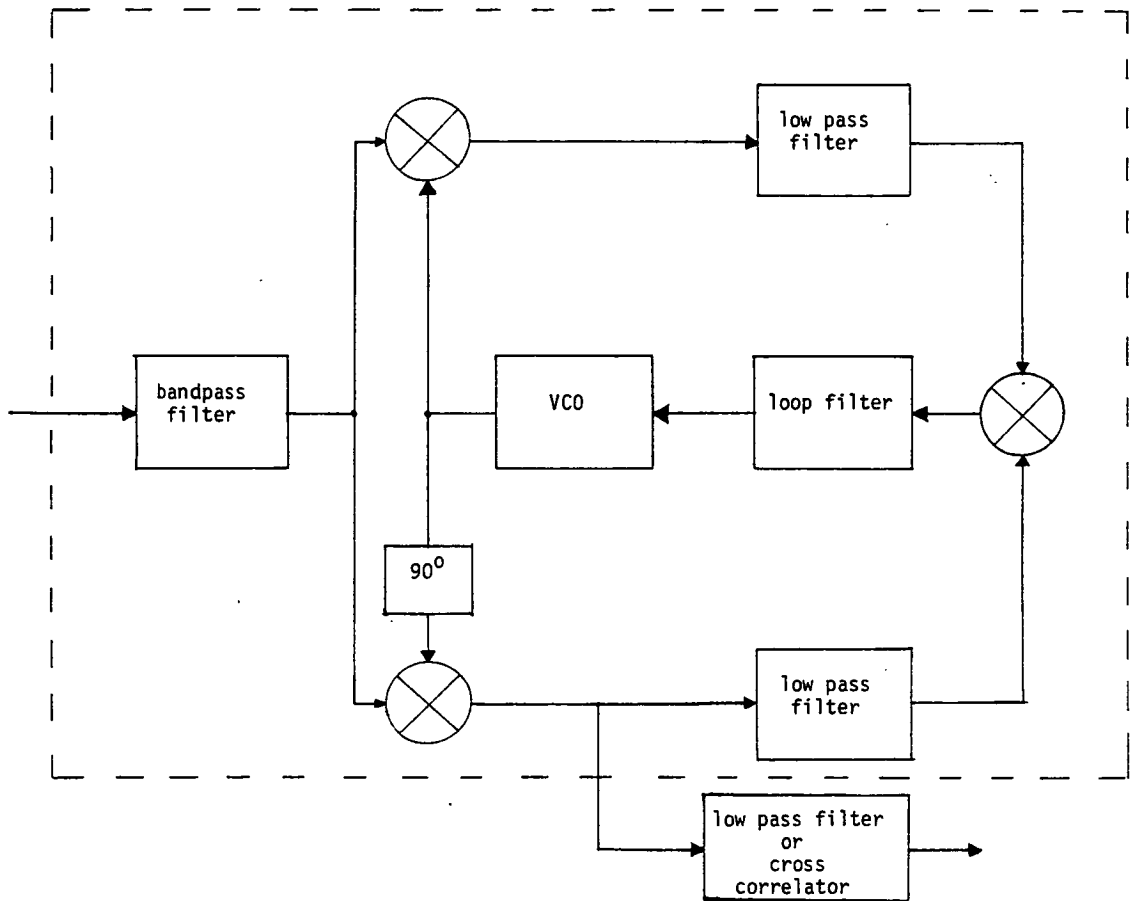 low pass
filter
bandpass
filter
VCO
loop filter
90°
low pass
filter
low pass filter
or
cross
correlator